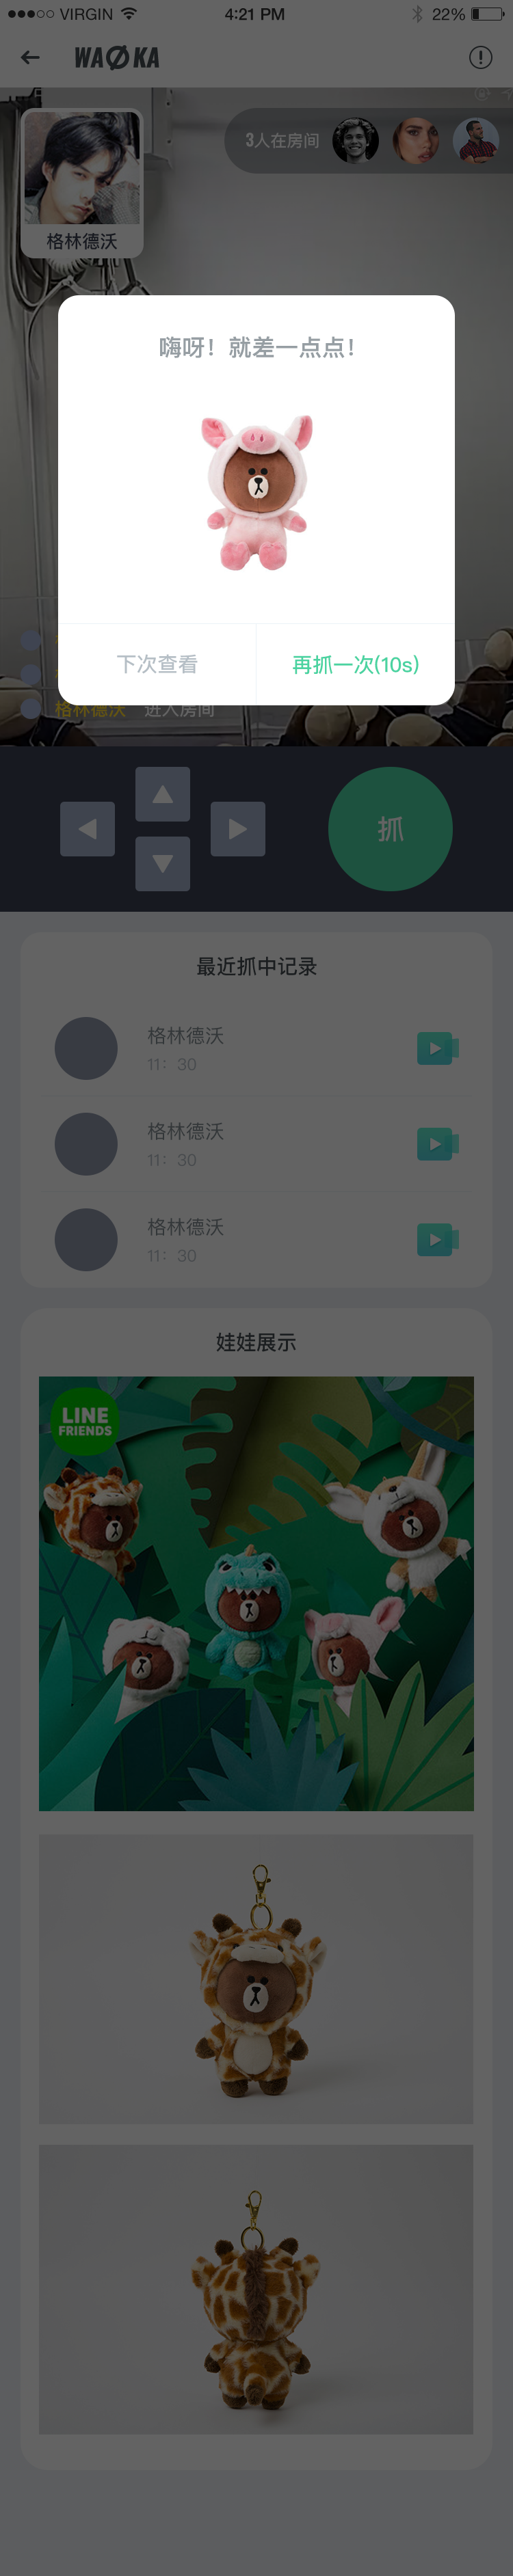 VIRGIN
4:21 PM
22%
WAØKA
3人在房间
格林德沃
嗨呀！就差一点点！
下次查看
再抓一次(10s)
格林德沃 进入房间
抓
最近抓中记录
格林德沃
11：30
格林德沃
11：30
格林德沃
11：30
娃娃展示
LINE
FRIENDS